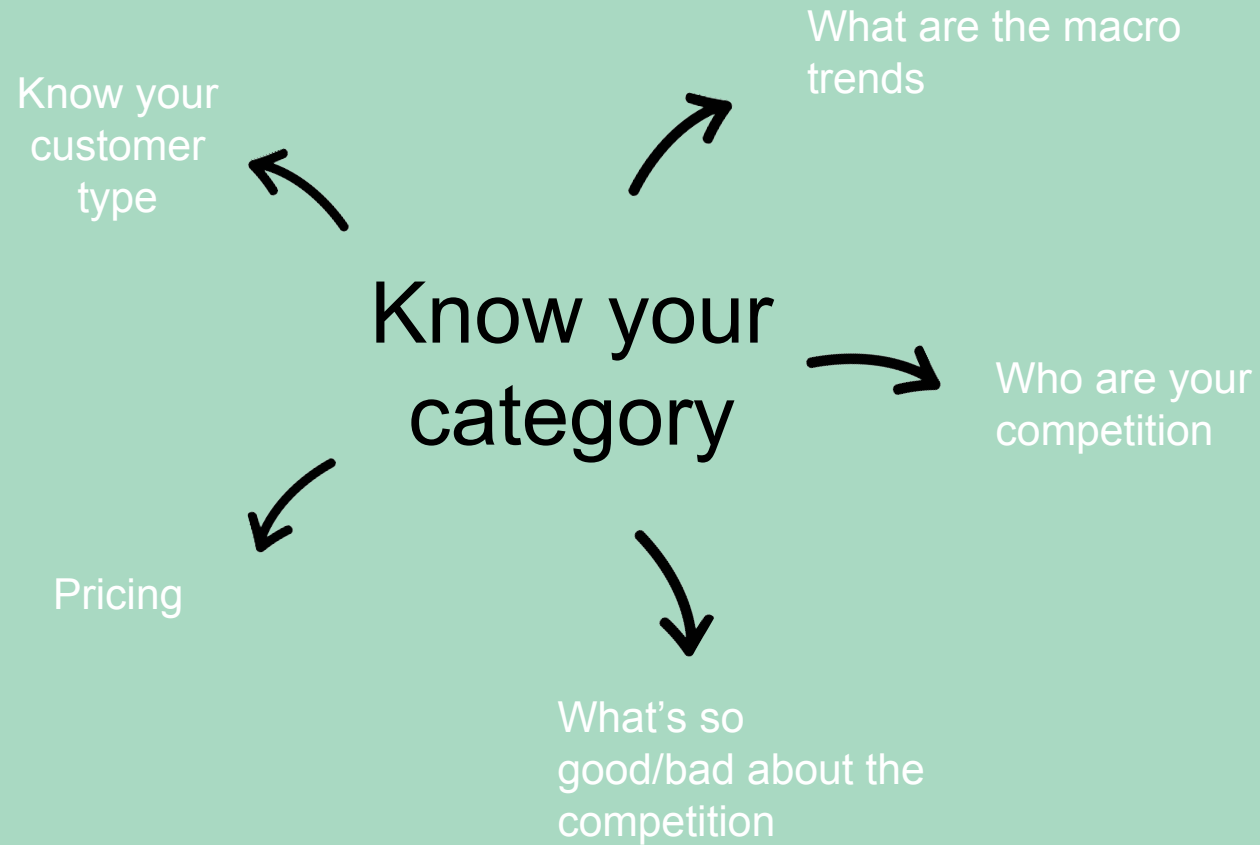 What are the macro
trends
Know your
customer
type
Know your
category
Who are your
competition
Pricing
What’s so
good/bad about the
competition